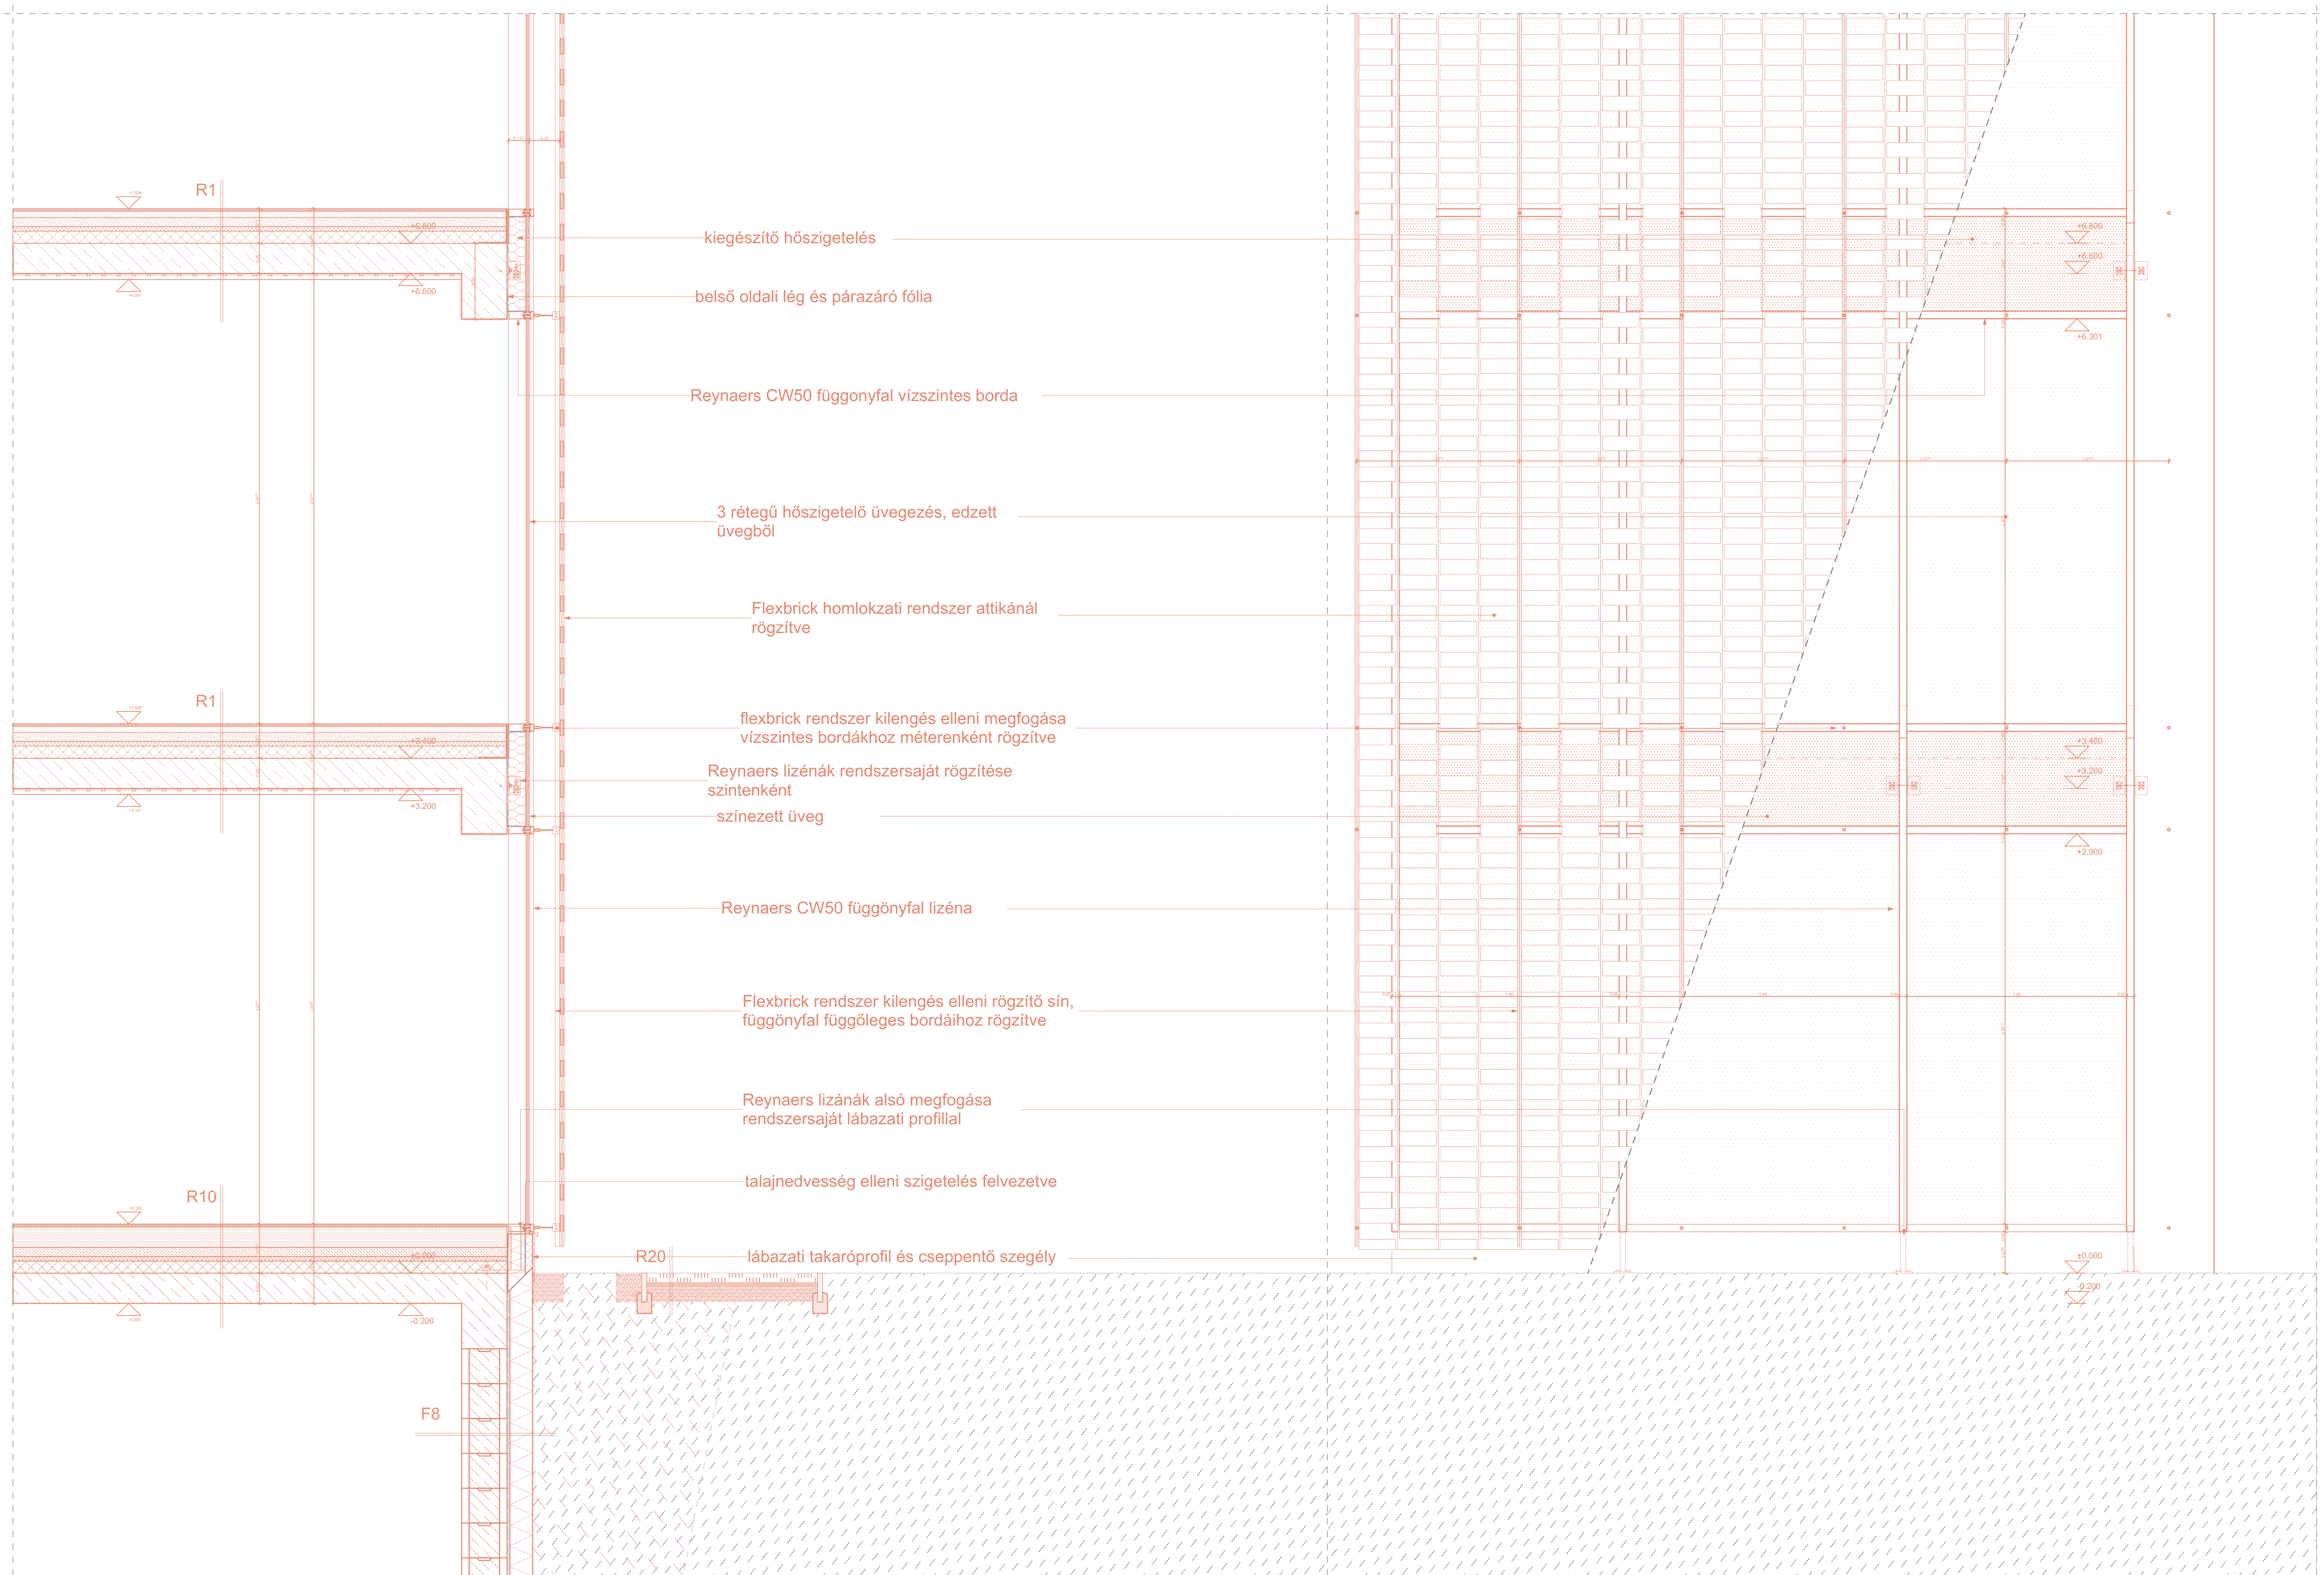 R1
+6.800
+6.600
kiegészítő hőszigetelés
belső oldali lég és párazáró fólia
Reynaers CW50 függonyfal vízszintes borda
3 rétegű hőszigetelő üvegezés, edzett
üvegből
Flexbrick homlokzati rendszer attikánál
rögzítve
R1
+3.400
+3.200
flexbrick rendszer kilengés elleni megfogása
vízszintes bordákhoz méterenként rögzítve
Reynaers lizénák rendszersaját rögzítése
szintenként
színezett üveg
Reynaers CW50 függönyfal lizéna
Flexbrick rendszer kilengés elleni rögzítő sín,
függönyfal függőleges bordáihoz rögzítve
Reynaers lizánák alsó megfogása
rendszersaját lábazati profillal
talajnedvesség elleni szigetelés felvezetve
R10
±0,000
-0.200
R20
lábazati takaróprofil és cseppentő szegély
F8
+6.800
+6.600
+6.301
+3.400
+3.200
+2.900
±0,000
-0.200